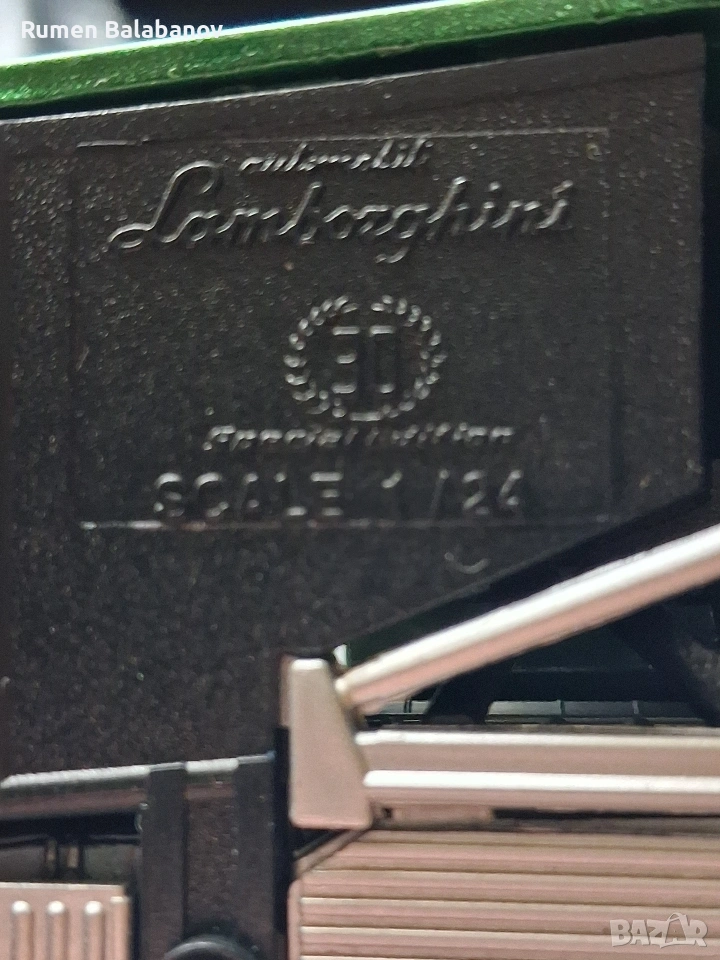 Rumen Balabanov
automobili
Lamborghini
30
Special edition
SCALE 1/24
BAZAR